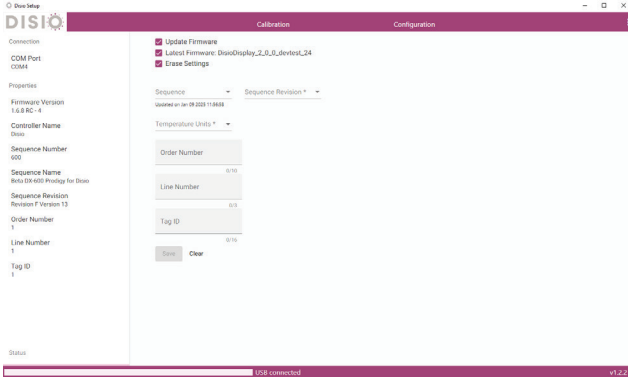 Disio Setup
DISIO
Calibration
Configuration
Connection
COM Port
COM4
Properties
Firmware Version
1.6.8 RC - 4
Controller Name
Disio
Sequence Number
600
Sequence Name
Beta DX-600 Prodigy for Disio
Sequence Revision
Revision F Version 13
Order Number
1
Line Number
1
Tag ID
1
Status
Update Firmware
Latest Firmware: DisioDisplay_2_0_0_devtest_24
Erase Settings
Sequence
Sequence Revision *
Updated on Jan 09 2025 11:06:58
Temperature Units *
Order Number
0/10
Line Number
0/5
Tag ID
0/16
Save
Clear
USB connected
v1.2.2